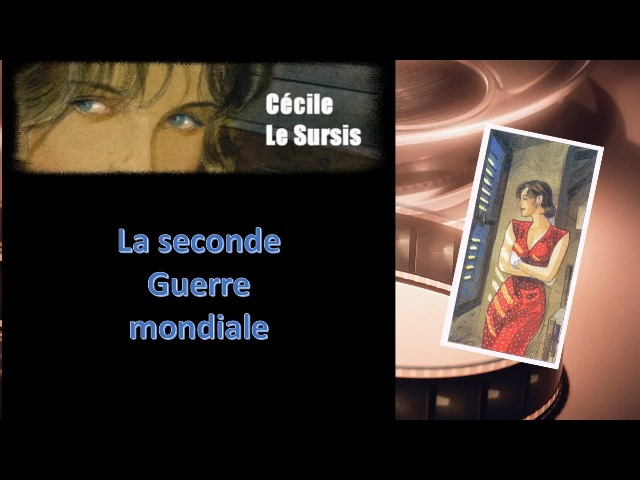 Cécile
Le Sursis
La seconde
Guerre
mondiale